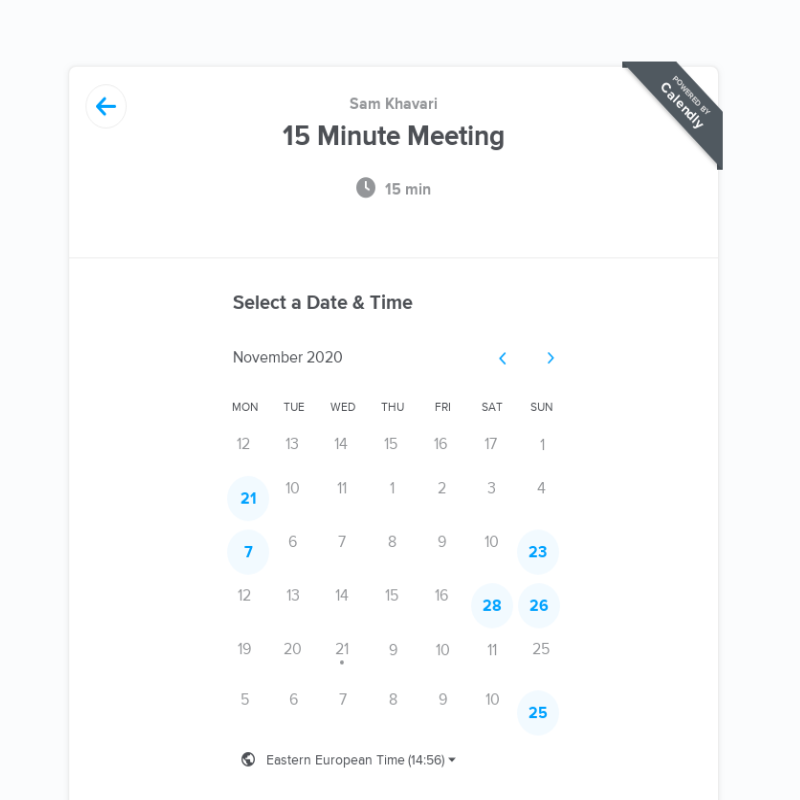 POWERED BY
Calendly
Sam Khavari
15 Minute Meeting
15 min
Select a Date & Time
November 2020
MON TUE WED THU FRI SAT SUN
12 13 14 15 16 17 1
21 10 11 1 2 3 4
7 6 7 8 9 10 23
12 13 14 15 16 28 26
19 20 21 9 10 11 25
5 6 7 8 9 10 25
Eastern European Time (14:56)